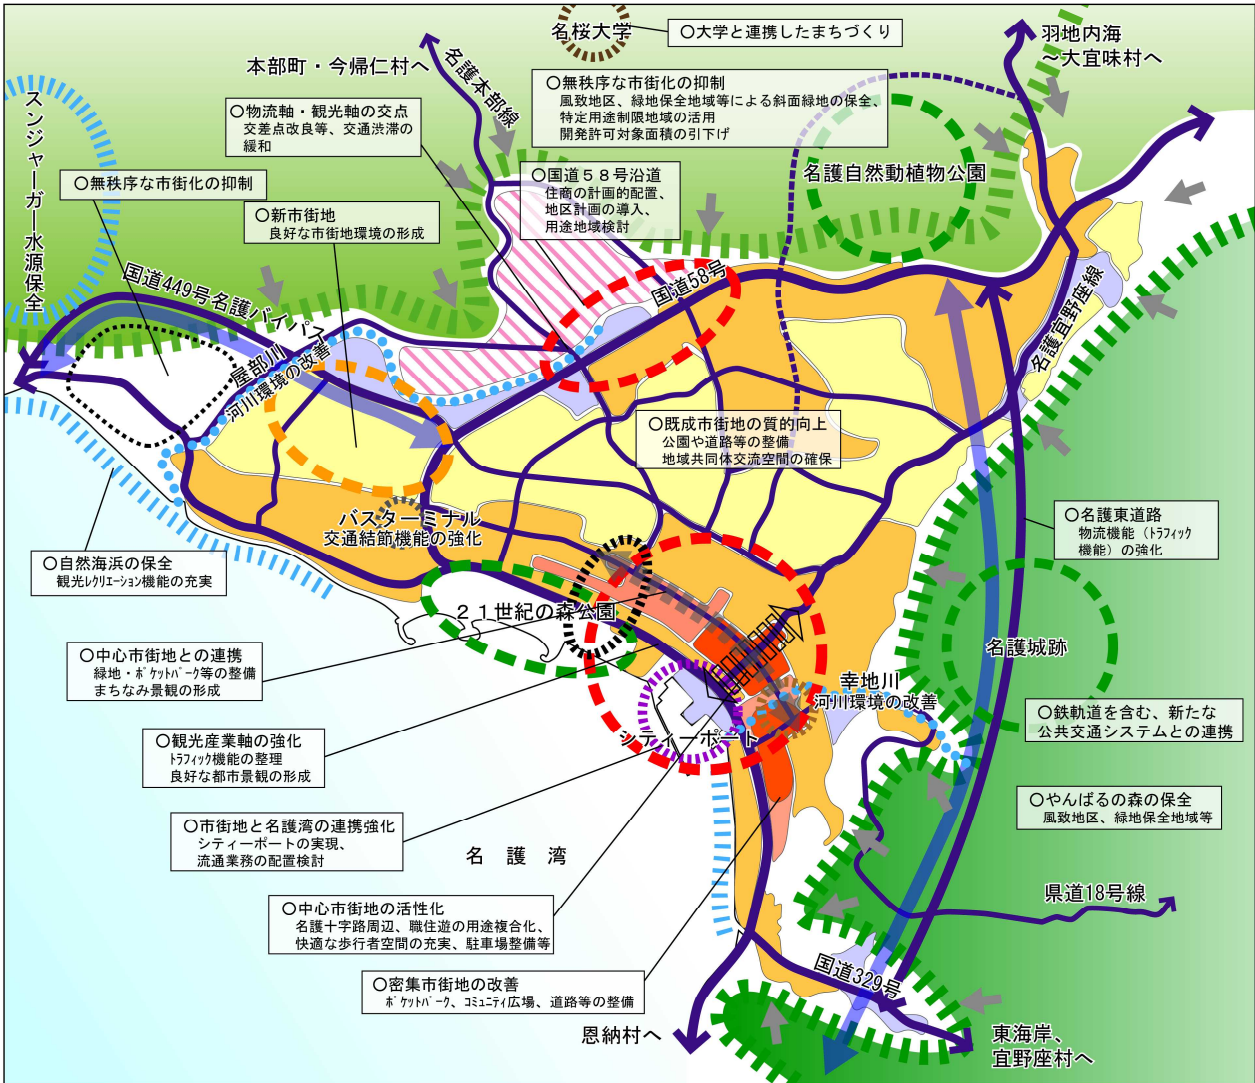 名桜大学
○大学と連携したまちづくり
羽地内海
~大宜味村へ
本部町・今帰仁村へ
名護本部線
スンジャーガー水源保全
○物流軸・観光軸の交点
交差点改良等、交通渋滞の
緩和
○無秩序な市街化の抑制
風致地区、緑地保全地域等による斜面緑地の保全、
特定用途制限地域の活用
開発許可対象面積の引下げ
○無秩序な市街化の抑制
○国道58号沿道
住商の計画的配置、
地区計画の導入、
用途地域検討
名護自然動植物公園
○新市街地
良好な市街地環境の形成
国道449号名護バイパス
国道58号
名護宜野座線
屋部川
河川環境の改善
○既成市街地の質的向上
公園や道路等の整備
地域共同体交流空間の確保
バスターミナル
交通結節機能の強化
○名護東道路
物流機能(トラフィック
機能)の強化
○自然海浜の保全
観光レクリエーション機能の充実
21世紀の森公園
名護城跡
○中心市街地との連携
緑地・ポケットパーク等の整備
まちなみ景観の形成
幸地川
河川環境の改善
○鉄軌道を含む、新たな
公共交通システムとの連携
シティーポート
○観光産業軸の強化
トラフィック機能の整理
良好な都市景観の形成
○やんばるの森の保全
風致地区、緑地保全地域等
○市街地と名護湾の連携強化
シティーポートの実現、
流通業務の配置検討
名護湾
県道18号線
○中心市街地の活性化
名護十字路周辺、職住遊の用途複合化、
快適な歩行者空間の充実、駐車場整備等
国道329号
○密集市街地の改善
ポケットパーク、コミュニティ広場、道路等の整備
恩納村へ
東海岸、
宜野座村へ